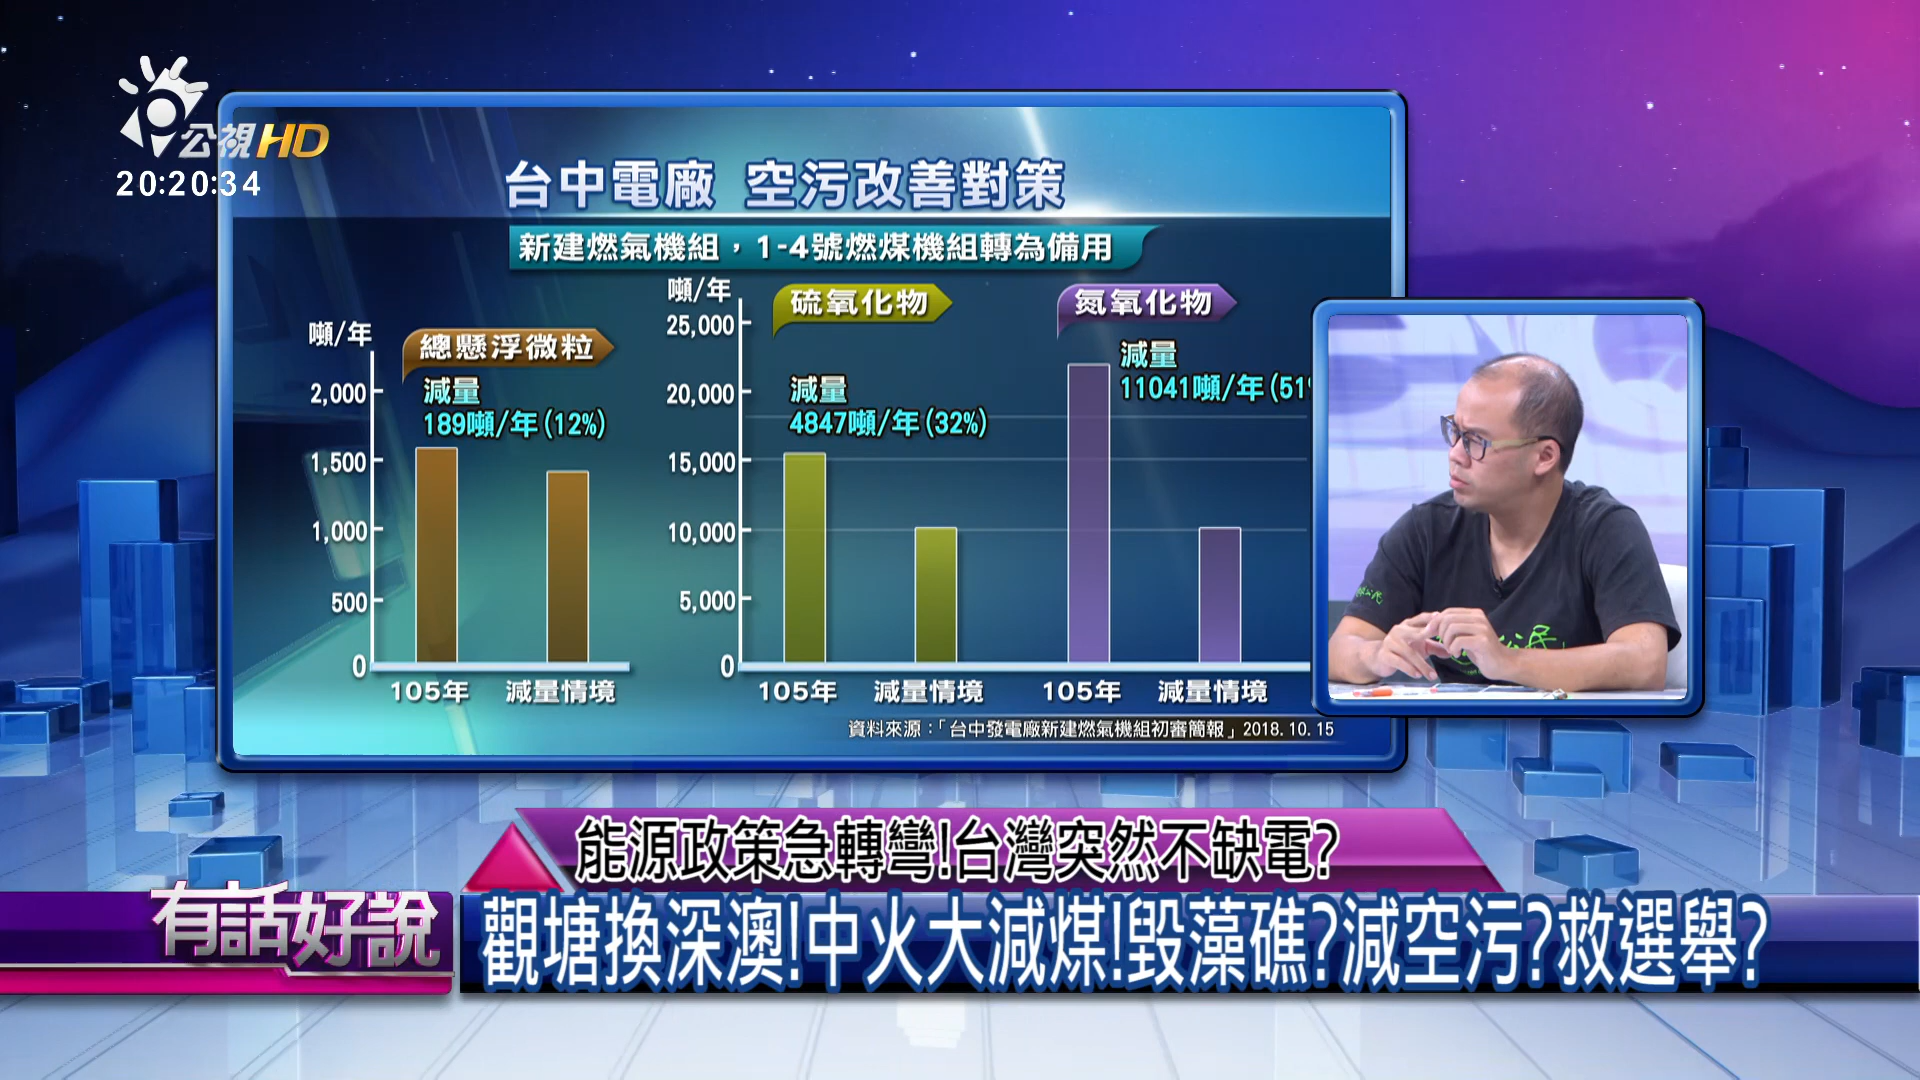 公視HD
20:20:34
台中電廠 空污改善對策
新建燃氣機組，1-4號燃煤機組轉為備用
噸/年
總懸浮微粒
減量
189噸/年(12%)
2,000
1,500
1,000
500
0
105年
減量情境
噸/年
25,000
20,000
15,000
10,000
5,000
0
硫氧化物
減量
4847噸/年(32%)
105年
減量情境
氮氧化物
減量
11041噸/年(51
105年
減量情境
資料來源：「台中發電廠新建燃氣機組初審簡報」2018.10.15
能源政策急轉彎!台灣突然不缺電?
有話好說
觀塘換深澳!中火大減煤!毀藻礁?減空污?救選舉?